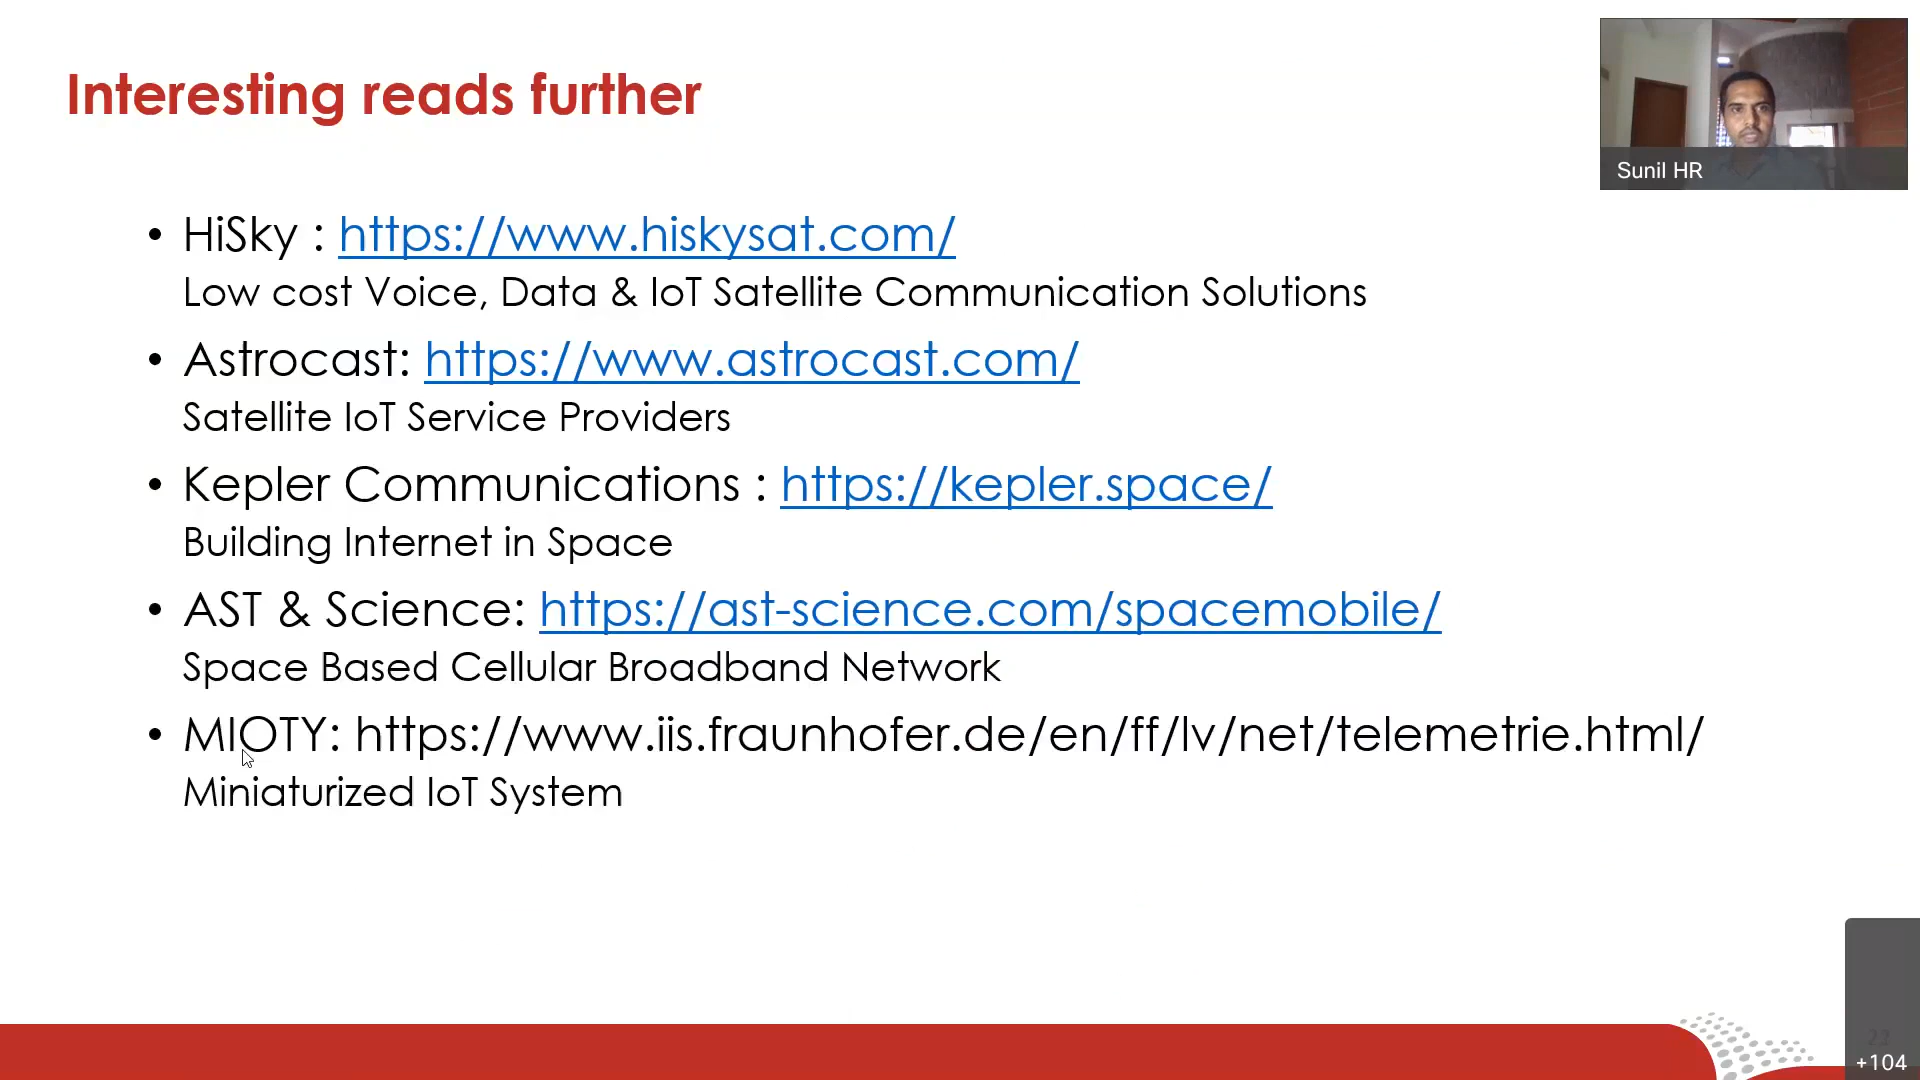 Interesting reads further
Sunil HR
• HiSky : https://www.hiskysat.com/
Low cost Voice, Data & IoT Satellite Communication Solutions
• Astrocast: https://www.astrocast.com/
Satellite IoT Service Providers
• Kepler Communications : https://kepler.space/
Building Internet in Space
• AST & Science: https://ast-science.com/spacemobile/
Space Based Cellular Broadband Network
• MIOTY: https://www.iis.fraunhofer.de/en/ff/lv/net/telemetrie.html/
Miniaturized IoT System
23
+104